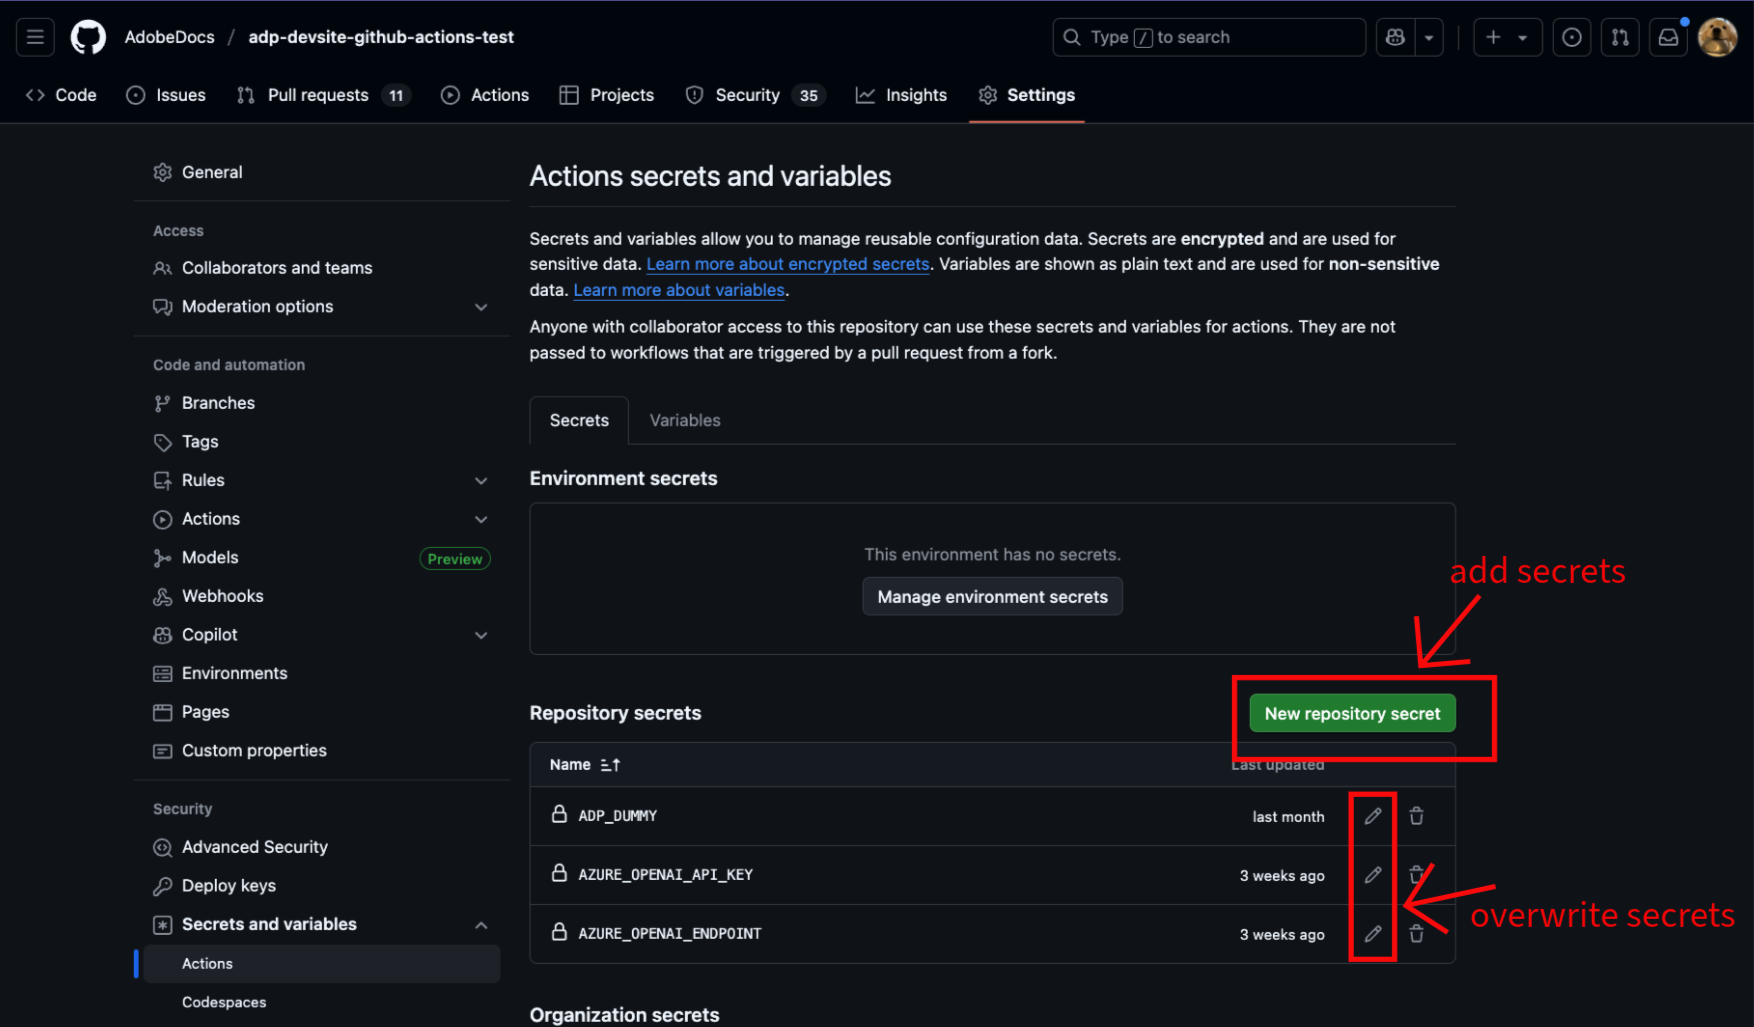 AdobeDocs / adp-devsite-github-actions-test
Type / to search
Code
Issues
Pull requests 11
Actions
Projects
Security 35
Insights
Settings
General
Access
Collaborators and teams
Moderation options
Code and automation
Branches
Tags
Rules
Actions
Models Preview
Webhooks
Copilot
Environments
Pages
Custom properties
Security
Advanced Security
Deploy keys
Secrets and variables
Actions
Codespaces
Actions secrets and variables
Secrets and variables allow you to manage reusable configuration data. Secrets are encrypted and are used for
sensitive data. Learn more about encrypted secrets. Variables are shown as plain text and are used for non-sensitive
data. Learn more about variables.
Anyone with collaborator access to this repository can use these secrets and variables for actions. They are not
passed to workflows that are triggered by a pull request from a fork.
Secrets
Variables
Environment secrets
This environment has no secrets.
Manage environment secrets
add secrets
Repository secrets
New repository secret
Name
Last updated
ADP_DUMMY last month
AZURE_OPENAI_API_KEY 3 weeks ago
AZURE_OPENAI_ENDPOINT 3 weeks ago
overwrite secrets
Organization secrets